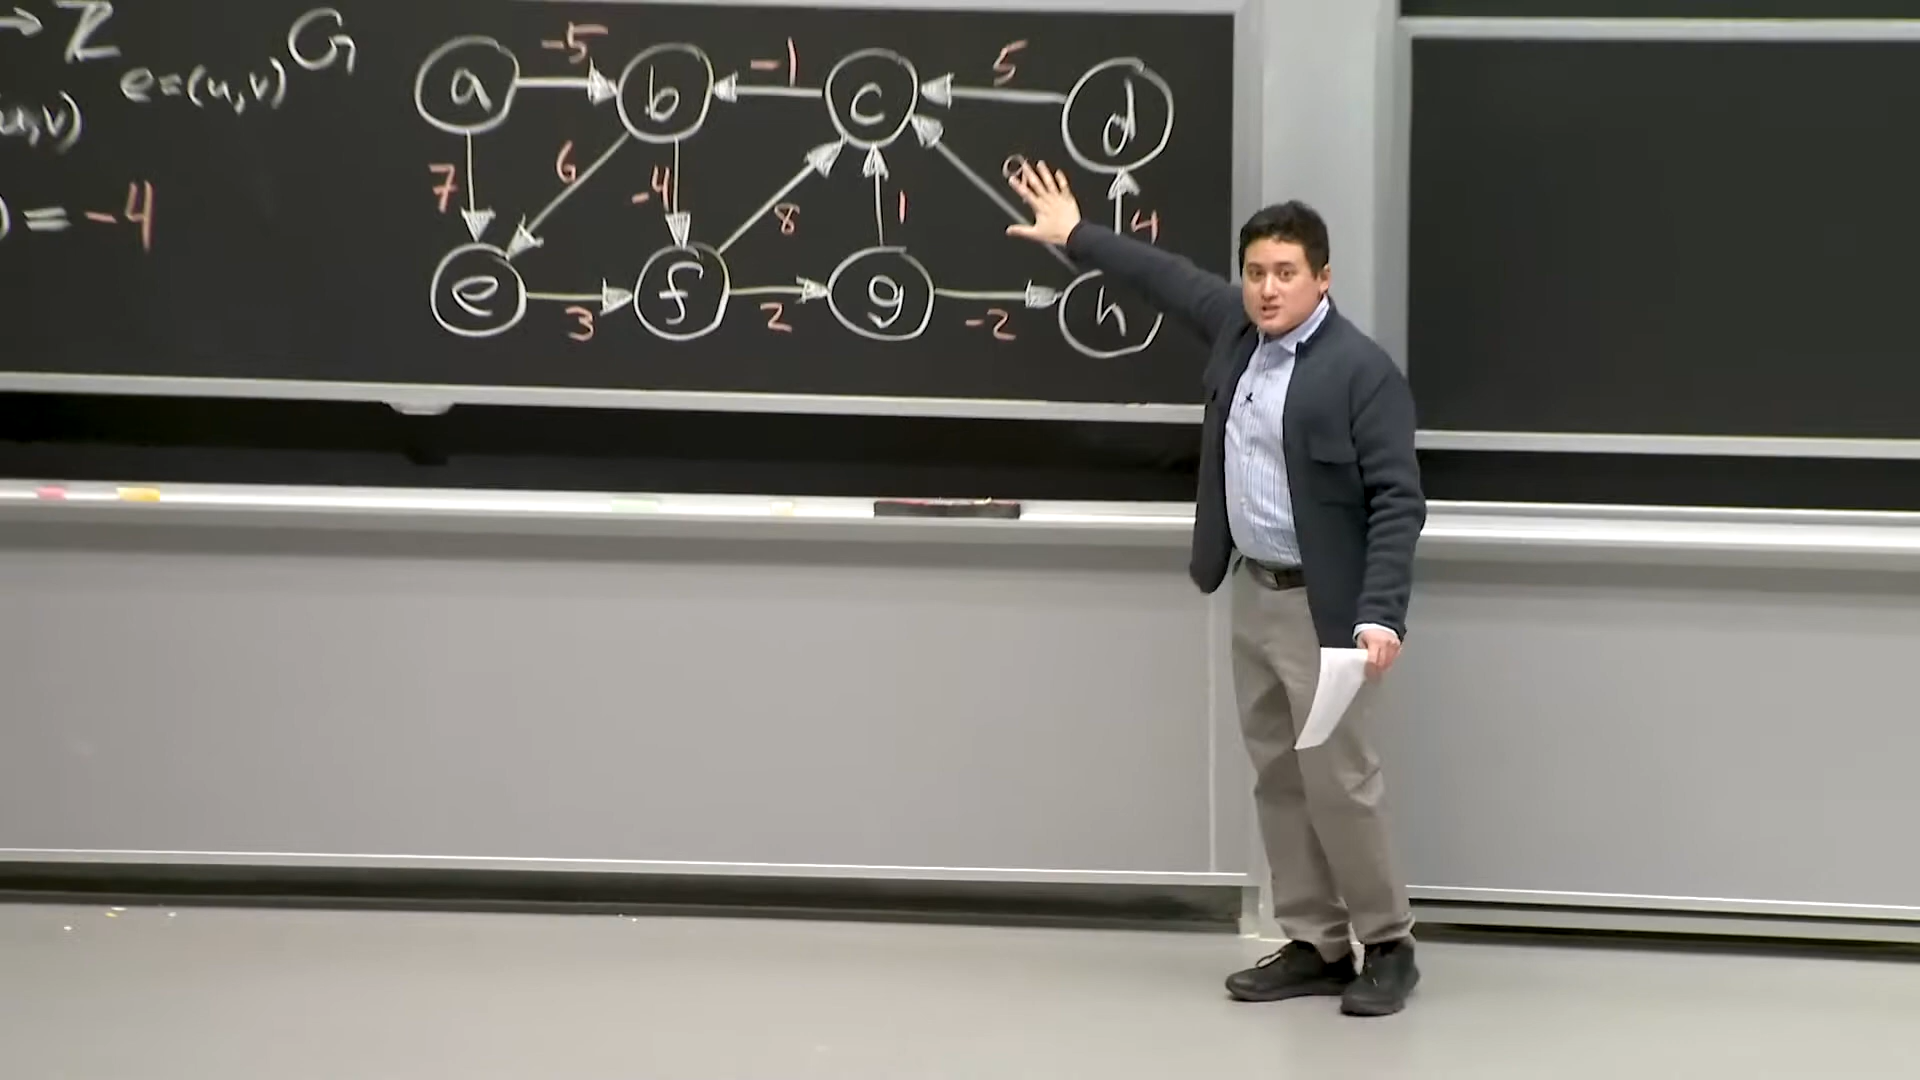 → Z
G
e=(u,v)
u,v)
) = -4
a -5 b -1 c 5 d
7 6 -4 8 1 4
e 3 f 2 g -2 h